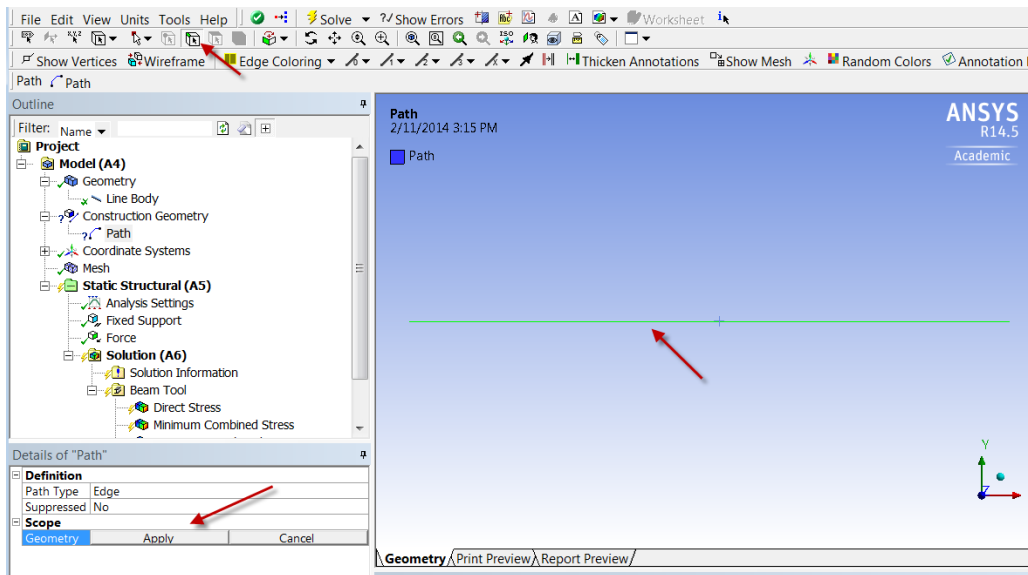 File Edit View Units Tools Help Solve ?/Show Errors Worksheet
Show Vertices Wireframe Edge Coloring Thicken Annotations Show Mesh Random Colors Annotation
Path Path
Outline
Filter: Name
Project
Model (A4)
Geometry
Line Body
Construction Geometry
Path
Coordinate Systems
Mesh
Static Structural (A5)
Analysis Settings
Fixed Support
Force
Solution (A6)
Solution Information
Beam Tool
Direct Stress
Minimum Combined Stress
Details of "Path"
Definition
Path Type Edge
Suppressed No
Scope
Geometry Apply Cancel
Path
2/11/2014 3:15 PM
Path
ANSYS
R14.5
Academic
Y
Z
Geometry Print Preview Report Preview